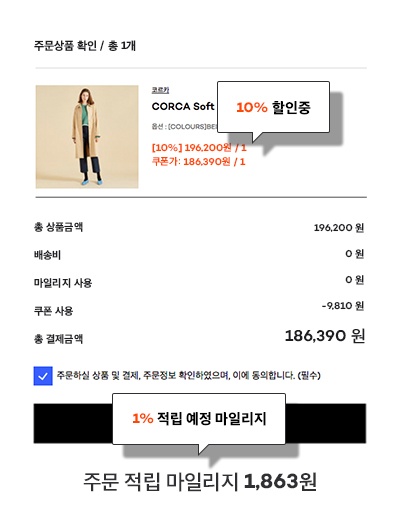 주문상품 확인 / 총 1개
코르카
CORCA Soft
10% 할인중
옵션 : [COLOURS]BEI
[10%] 196,200원 / 1
쿠폰가: 186,390원 / 1
총 상품금액 196,200 원
배송비 0 원
마일리지 사용 0 원
쿠폰 사용 -9,810 원
총 결제금액 186,390 원
주문하실 상품 및 결제, 주문정보 확인하였으며, 이에 동의합니다. (필수)
1% 적립 예정 마일리지
주문 적립 마일리지 1,863원